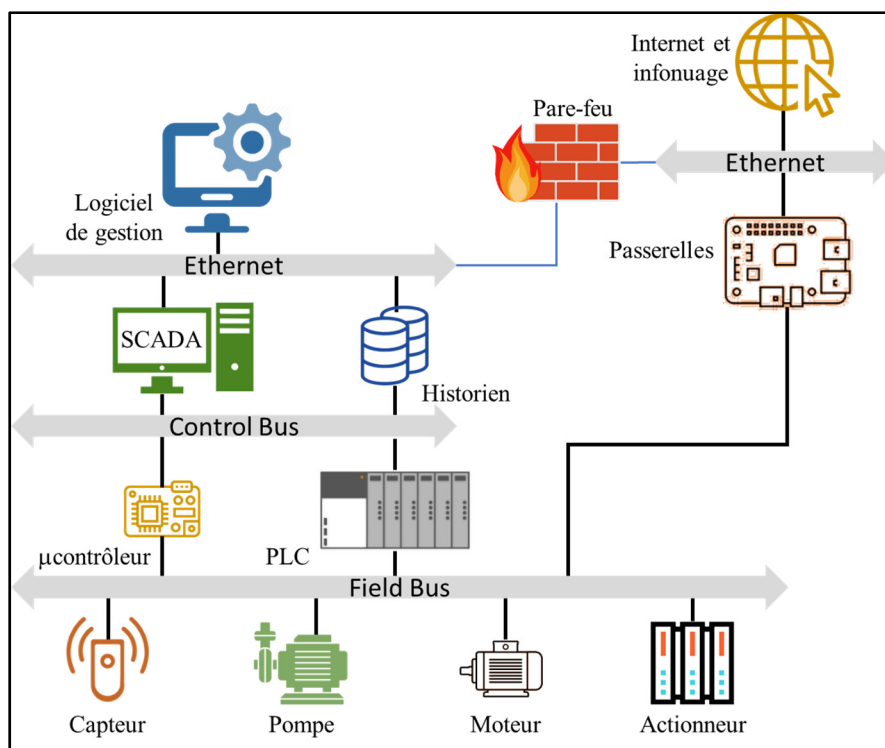 Internet et
infonuage
Pare-feu
Ethernet
Logiciel
de gestion
Ethernet
Passerelles
SCADA
Historien
Control Bus
µcontrôleur
PLC
Field Bus
Capteur
Pompe
Moteur
Actionneur